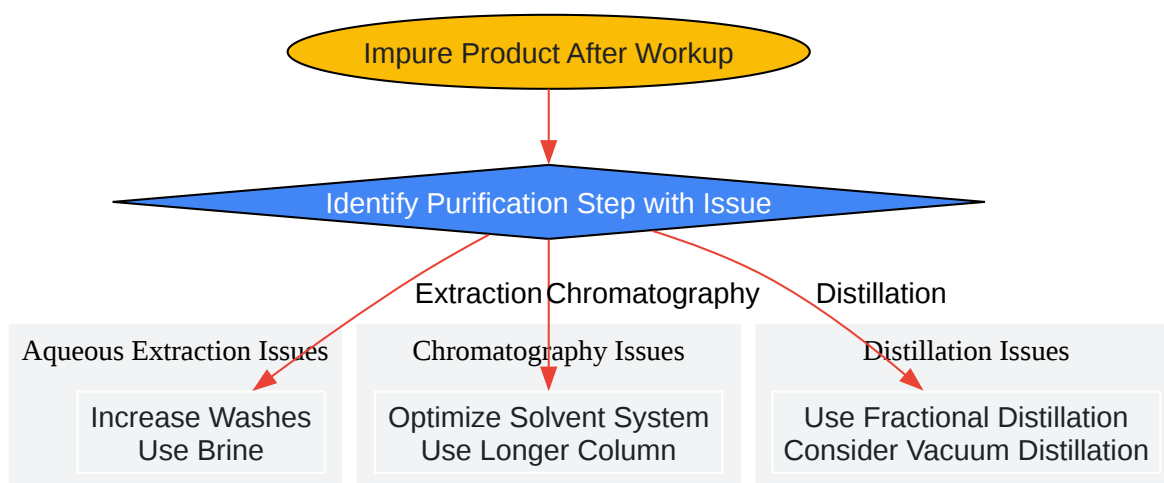 Impure Product After Workup
Identify Purification Step with Issue
Extraction
Chromatography
Distillation
Aqueous Extraction Issues
Chromatography Issues
Distillation Issues
Increase Washes
Use Brine
Optimize Solvent System
Use Longer Column
Use Fractional Distillation
Consider Vacuum Distillation